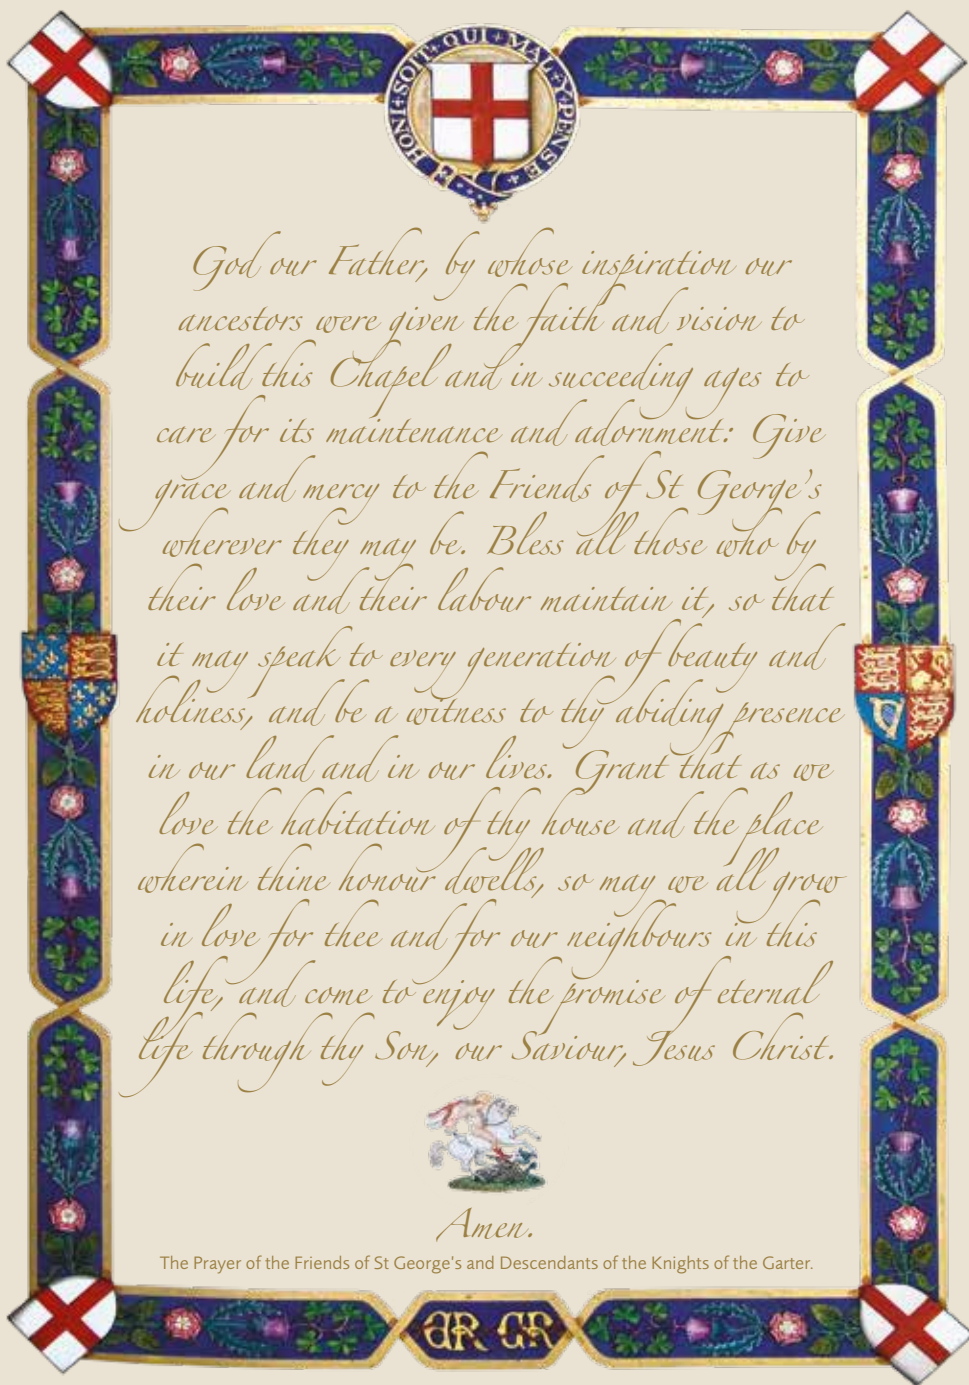 HONI+SOIT+QUI+MAL+Y+PENSE+
God our Father, by whose inspiration our
ancestors were given the faith and vision to
build this Chapel and in succeeding ages to
care for its maintenance and adornment: Give
grace and mercy to the Friends of St George's
wherever they may be. Bless all those who by
their love and their labour maintain it, so that
it may speak to every generation of beauty and
holiness, and be a witness to thy abiding presence
in our land and in our lives. Grant that as we
love the habitation of thy house and the place
wherein thine honour dwells, so may we all grow
in love for thee and for our neighbours in this
life, and come to enjoy the promise of eternal
life through thy Son, our Saviour, Jesus Christ.
Amen.
The Prayer of the Friends of St George's and Descendants of the Knights of the Garter.